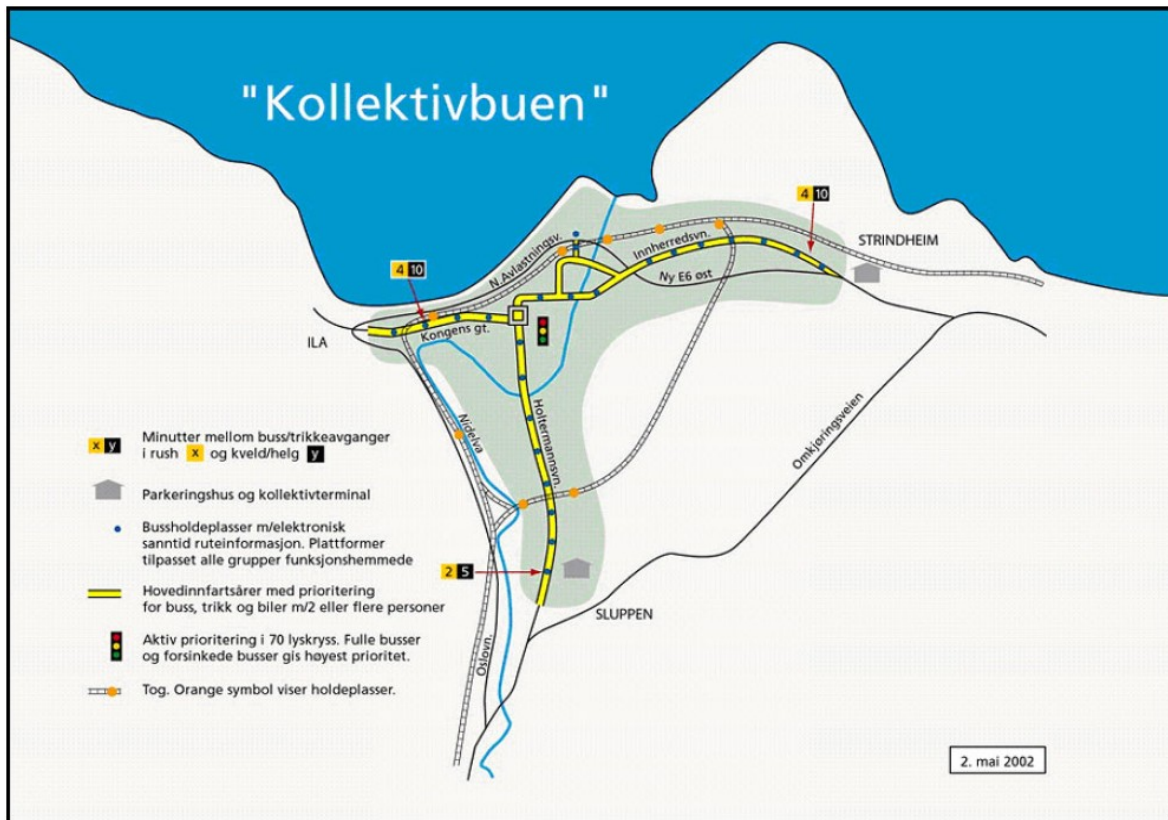 "Kollektivbuen"
4 10
STRINDHEIM
N.Avlastningsv.
Innherredsvn.
Ny E6 øst
4 10
Kongens gt.
ILA
Nidelva
Holtermannsvn.
Omkjøringsveien
x y Minutter mellom buss/trikkeavganger
i rush x og kveld/helg y
Parkeringshus og kollektivterminal
Bussholdeplasser m/elektronisk
sanntid ruteinformasjon. Plattformer
tilpasset alle grupper funksjonshemmede
2 5
Hovedinnfartsårer med prioritering
for buss, trikk og biler m/2 eller flere personer
SLUPPEN
Aktiv prioritering i 70 lyskryss. Fulle busser
og forsinkede busser gis høyest prioritet.
Oslovn.
Tog. Orange symbol viser holdeplasser.
2. mai 2002